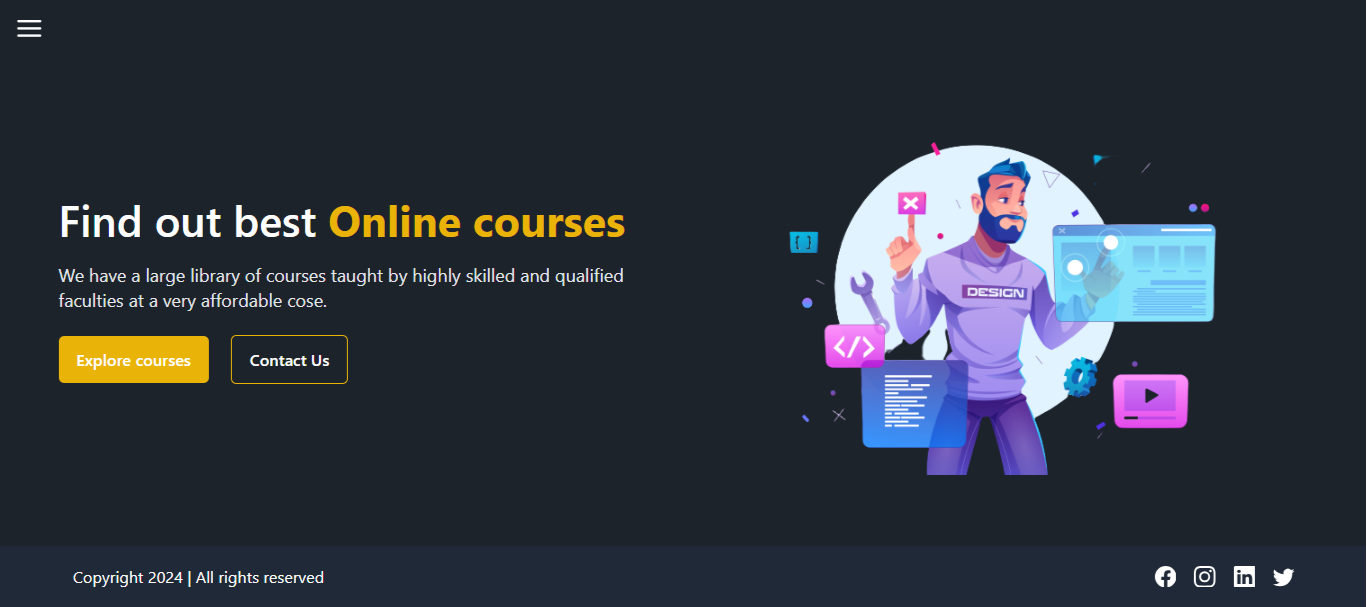 Find out best Online courses
We have a large library of courses taught by highly skilled and qualified
faculties at a very affordable cose.
Explore courses
Contact Us
DESIGN
{ }
</>
Copyright 2024 | All rights reserved